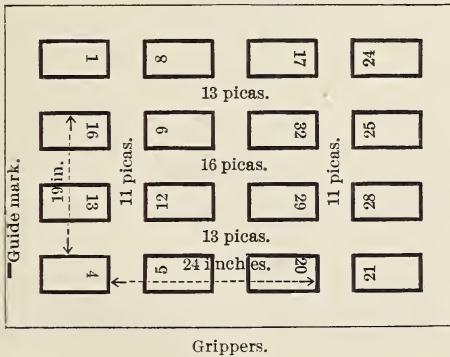 1 8 17 24
13 picas.
16 9 32 25
16 picas.
Guide mark.
19 in.
11 picas.
11 picas.
13 12 29 28
13 picas.
4 5 20 21
24 inches.
Grippers.